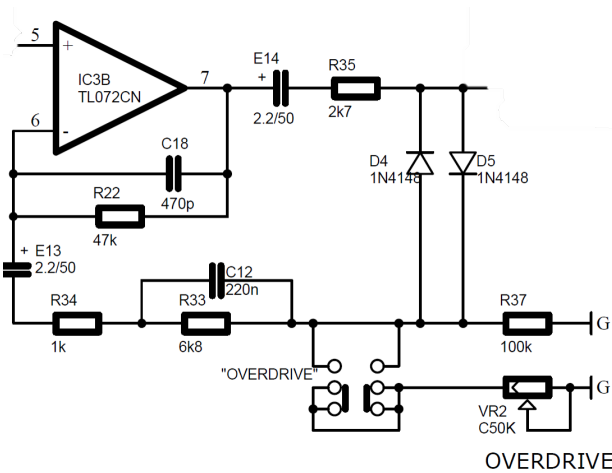 5
+
IC3B
TL072CN
7
6
-
E14
+
2.2/50
R35
2k7
C18
470p
D4
1N4148
D5
1N4148
R22
47k
+ E13
2.2/50
C12
220n
R34
1k
R33
6k8
R37
100k
G
"OVERDRIVE"
G
VR2
C50K
OVERDRIVE